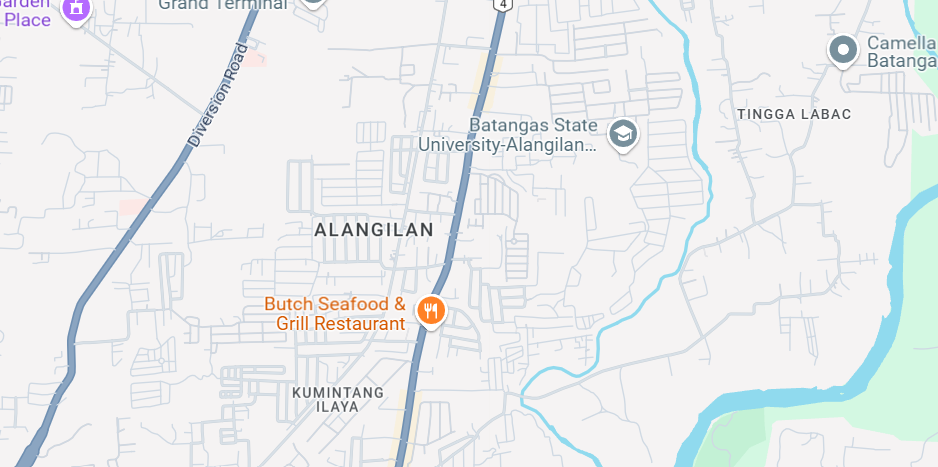 Place
Grand Terminal
4
Camella
Diversion Road
TINGGA LABAC
Batangas State
University-Alangilan...
ALANGILAN
Butch Seafood &
Grill Restaurant
KUMINTANG
ILAYA